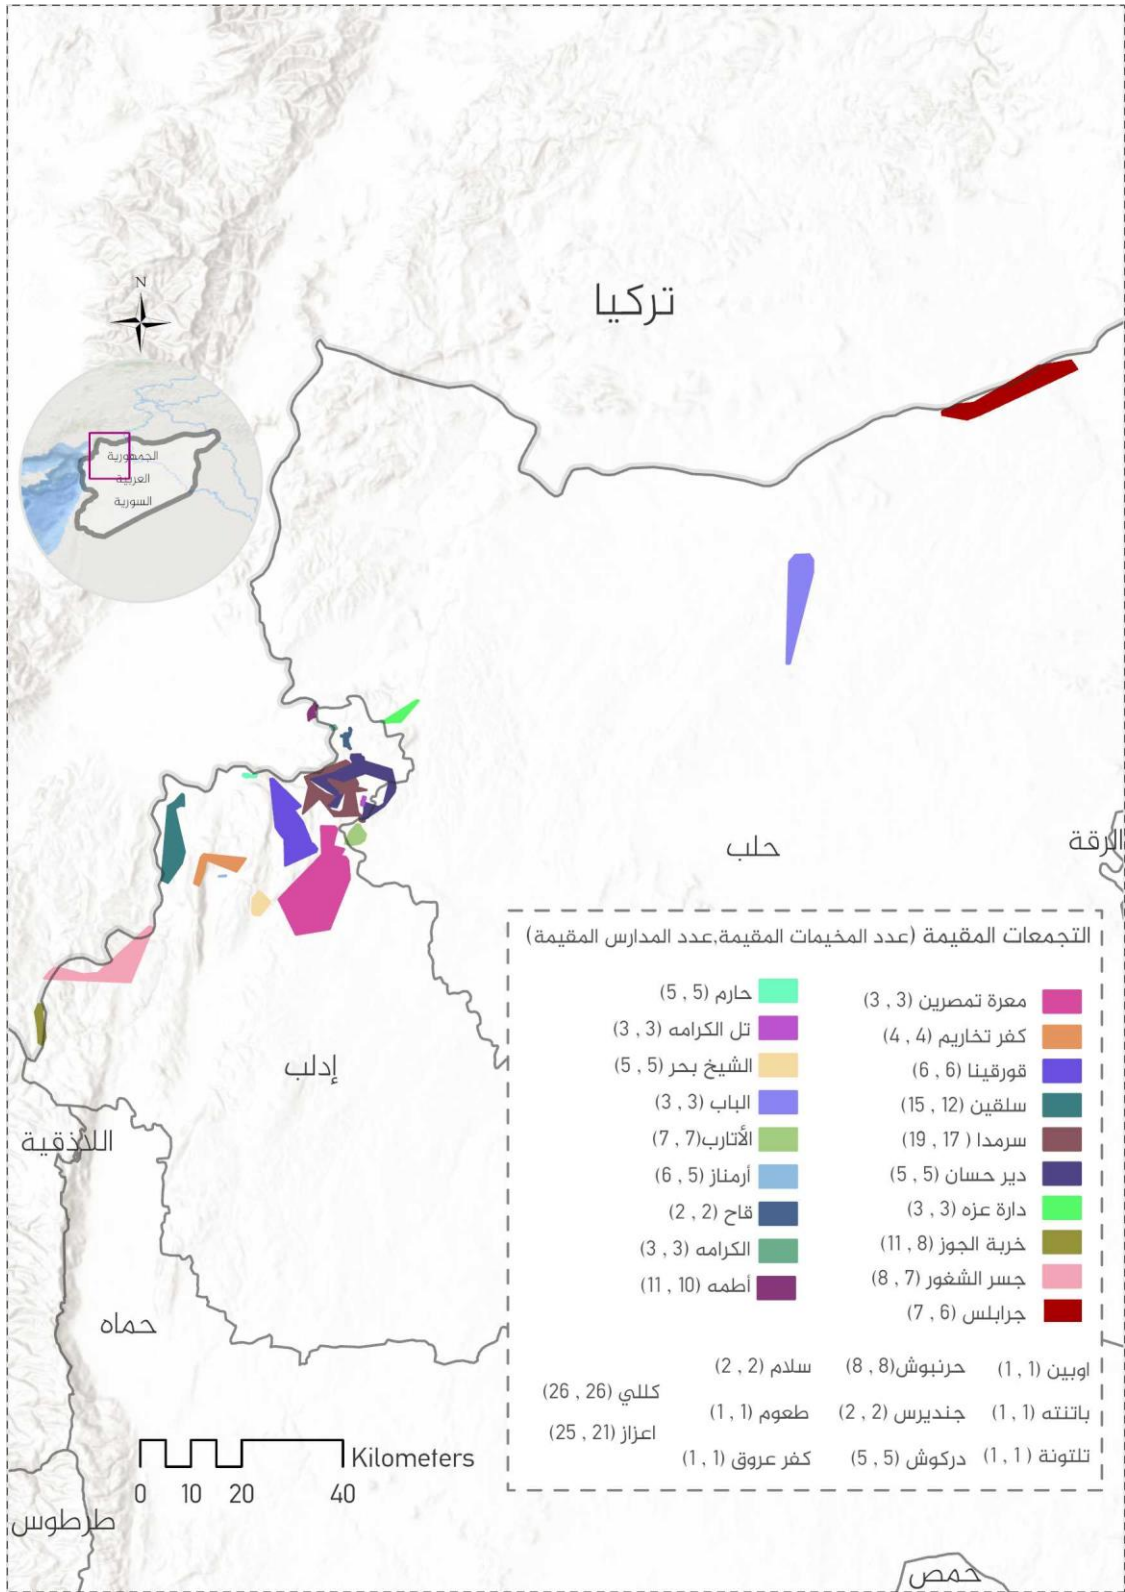 تركيا
N
الجمهورية
العربية
السورية
حلب
الرقة
إدلب
اللاذقية
حماه
طرطوس
حمص
التجمعات المقيمة (عدد المخيمات المقيمة,عدد المدارس المقيمة)
معرة تمصرين (3 , 3)
كفر تخاريم (4 , 4)
قورقينا (6 , 6)
سلقين (12 , 15)
سرمدا ( 17 , 19)
دير حسان (5 , 5)
دارة عزه (3 , 3)
خربة الجوز (8 , 11)
جسر الشغور (7 , 8)
جرابلس (6 , 7)
حارم (5 , 5)
تل الكرامه (3 , 3)
الشيخ بحر (5 , 5)
الباب (3 , 3)
الأتارب(7 , 7)
أرمناز (5 , 6)
قاح (2 , 2)
الكرامه (3 , 3)
أطمه (10 , 11)
اوبين (1 , 1)
حرنبوش(8 , 8)
سلام (2 , 2)
كللي (26 , 26)
باتنته (1 , 1)
جنديرس (2 , 2)
طعوم (1 , 1)
اعزاز (21 , 25)
تلتونة (1 , 1)
دركوش (5 , 5)
كفر عروق (1 , 1)
Kilometers
0 10 20 40